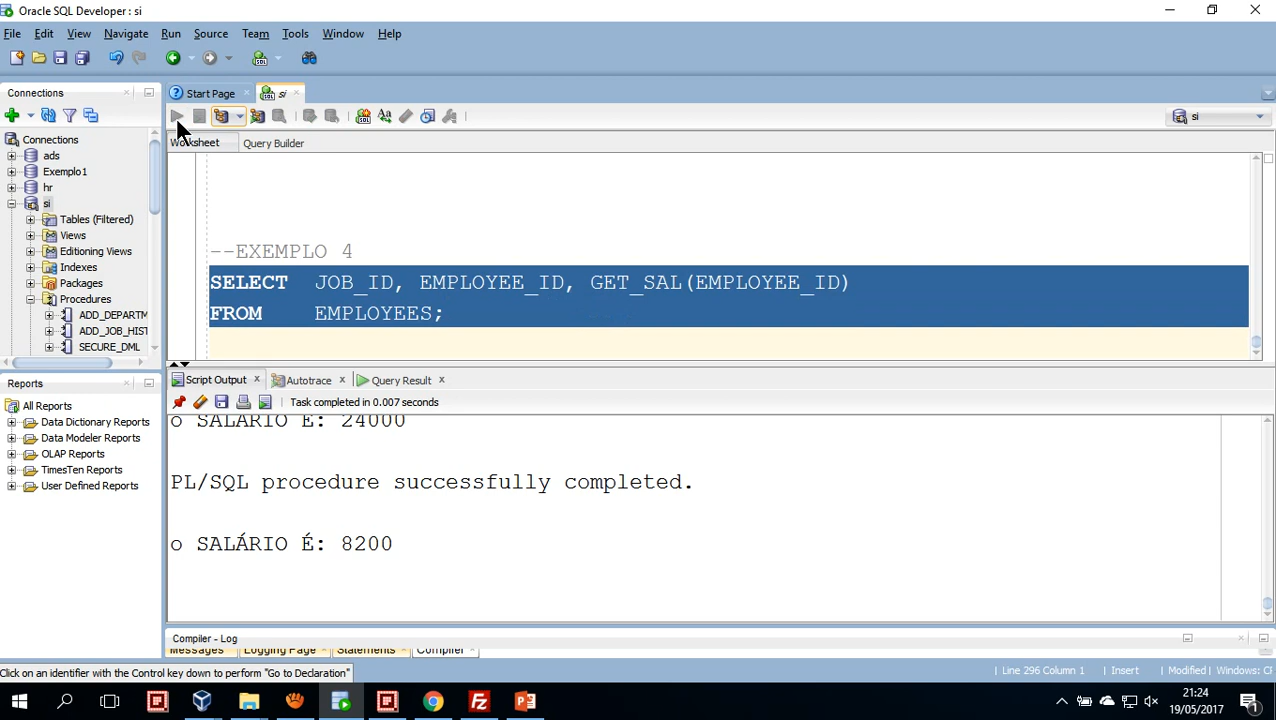 Oracle SQL Developer : si
File Edit View Navigate Run Source Team Tools Window Help
Connections
Start Page
si
si
Worksheet
Query Builder
Connections
ads
Exemplo1
hr
si
Tables (Filtered)
Views
Editioning Views
Indexes
Packages
Procedures
ADD_DEPARTM
ADD_JOB_HIST
SECURE_DML
--EXEMPLO 4
SELECT JOB_ID, EMPLOYEE_ID, GET_SAL(EMPLOYEE_ID)
FROM EMPLOYEES;
Reports
All Reports
Data Dictionary Reports
Data Modeler Reports
OLAP Reports
TimesTen Reports
User Defined Reports
Script Output
Autotrace
Query Result
Task completed in 0.007 seconds
o SALÁRIO É: 24000
PL/SQL procedure successfully completed.
o SALÁRIO É: 8200
Compiler - Log
Messages
Logging Page
Statements
Compiler
Click on an identifier with the Control key down to perform "Go to Declaration"
Line 296 Column 1
Insert
Modified
Windows: CF
21:24
19/05/2017